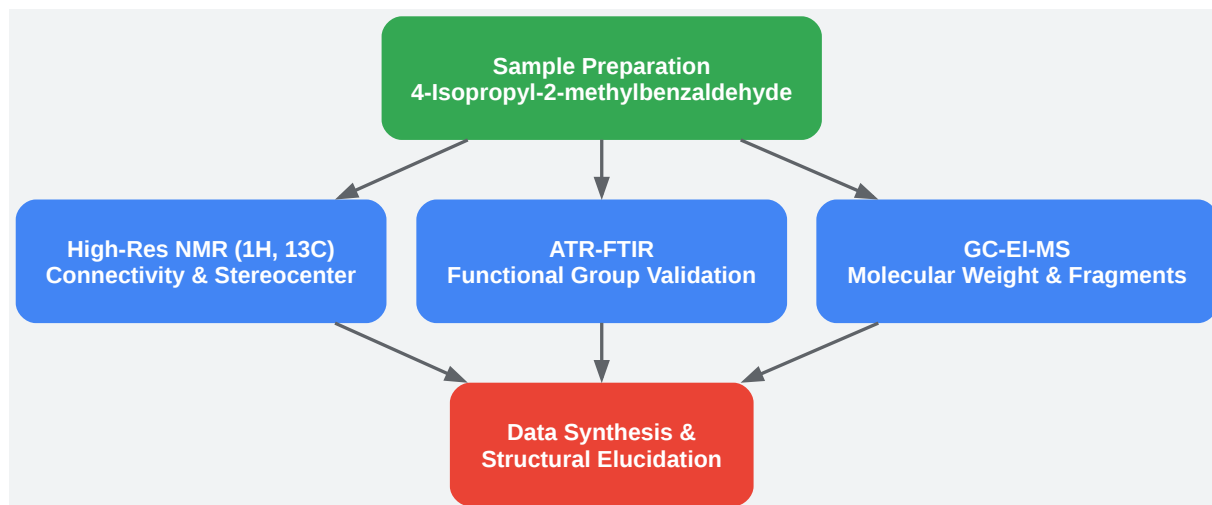 Sample Preparation
4-Isopropyl-2-methylbenzaldehyde
High-Res NMR (1H, 13C)
Connectivity & Stereocenter
ATR-FTIR
Functional Group Validation
GC-EI-MS
Molecular Weight & Fragments
Data Synthesis &
Structural Elucidation